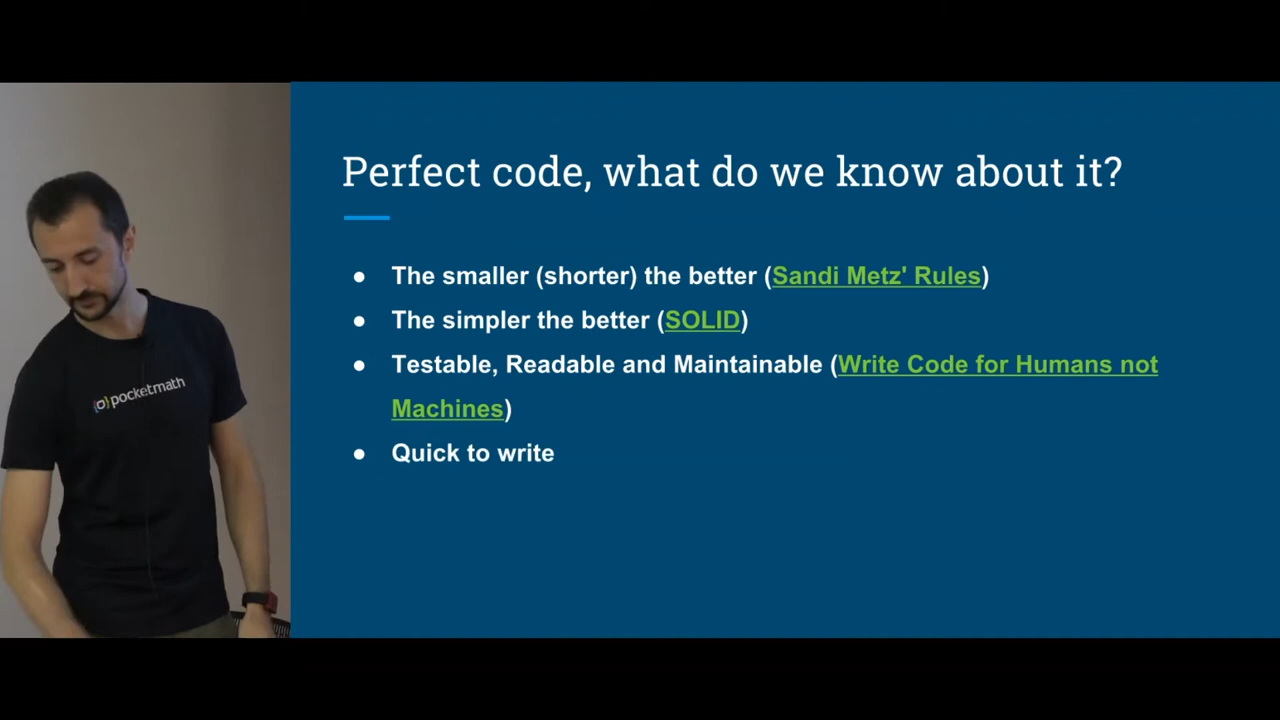 Perfect code, what do we know about it?
● The smaller (shorter) the better (Sandi Metz' Rules)
● The simpler the better (SOLID)
● Testable, Readable and Maintainable (Write Code for Humans not
Machines)
● Quick to write
{o}pocketmath